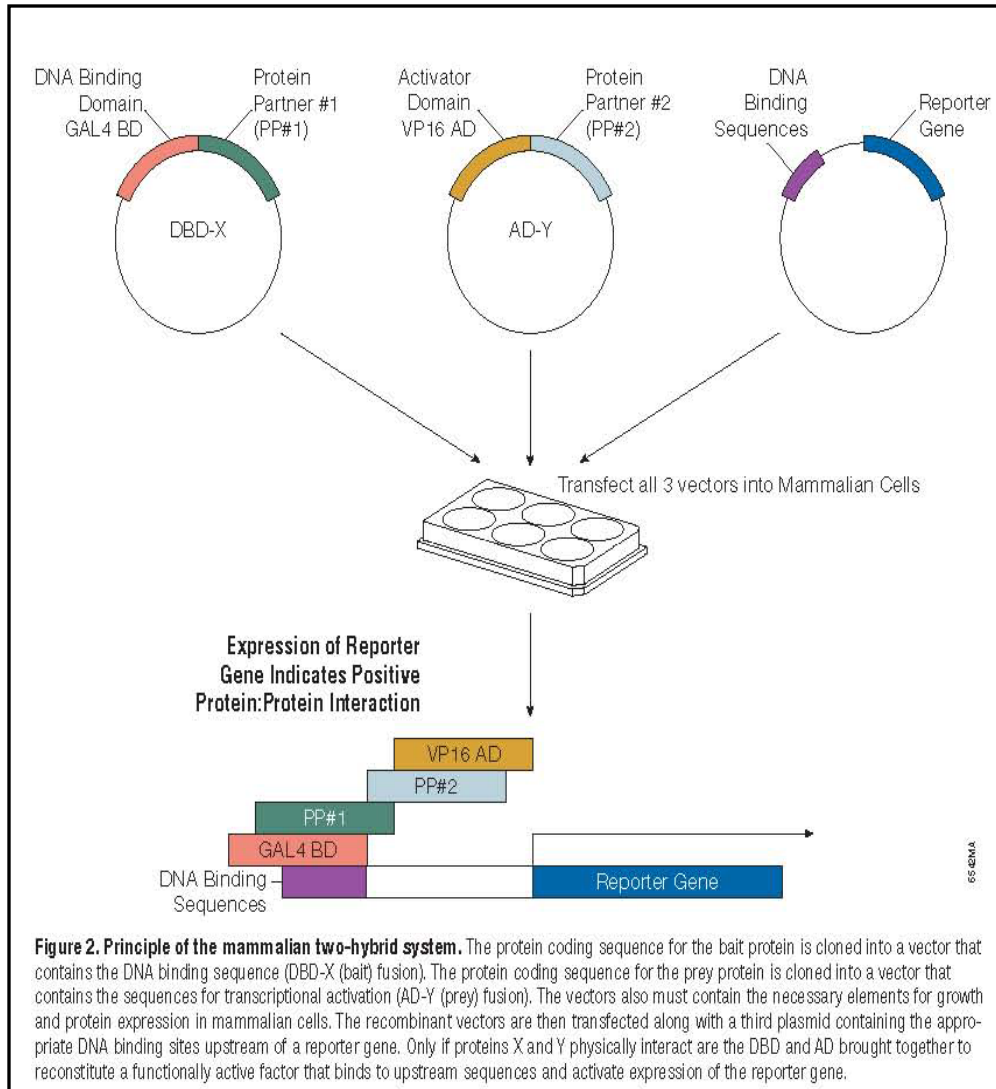 DNA Binding
Domain
GAL4 BD
Protein
Partner #1
(PP#1)
DBD-X
Activator
Domain
VP16 AD
Protein
Partner #2
(PP#2)
AD-Y
DNA
Binding
Sequences
Reporter
Gene
Transfect all 3 vectors into Mammalian Cells
Expression of Reporter
Gene Indicates Positive
Protein:Protein Interaction
VP16 AD
PP#2
PP#1
GAL4 BD
DNA Binding
Sequences
Reporter Gene
6542MA
Figure 2. Principle of the mammalian two-hybrid system. The protein coding sequence for the bait protein is cloned into a vector that
contains the DNA binding sequence (DBD-X (bait) fusion). The protein coding sequence for the prey protein is cloned into a vector that
contains the sequences for transcriptional activation (AD-Y (prey) fusion). The vectors also must contain the necessary elements for growth
and protein expression in mammalian cells. The recombinant vectors are then transfected along with a third plasmid containing the appro-
priate DNA binding sites upstream of a reporter gene. Only if proteins X and Y physically interact are the DBD and AD brought together to
reconstitute a functionally active factor that binds to upstream sequences and activate expression of the reporter gene.